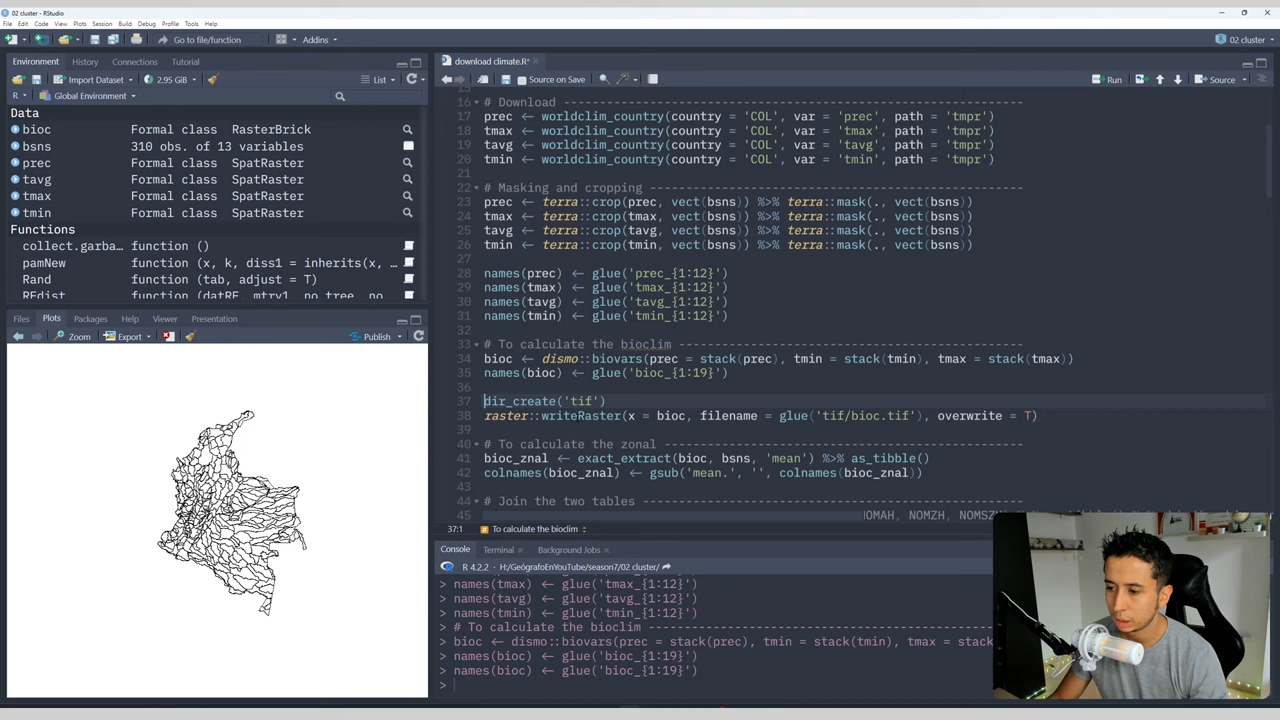 02 cluster - RStudio
File Edit Code View Plots Session Build Debug Profile Tools Help
Go to file/function
Addins
02 cluster
Environment History Connections Tutorial
Import Dataset 2.95 GiB List
R Global Environment
Data
bioc Formal class RasterBrick
bsns 310 obs. of 13 variables
prec Formal class SpatRaster
tavg Formal class SpatRaster
tmax Formal class SpatRaster
tmin Formal class SpatRaster
Functions
collect.garba… function ()
pamNew function (x, k, diss1 = inherits(x, …
Rand function (tab, adjust = T)
RFdist function (datRF, mtry1, no.tree, no
Files Plots Packages Help Viewer Presentation
Zoom Export Publish
download climate.R*
Source on Save Run Source
15
16 # Download
17 prec ← worldclim_country(country = 'COL', var = 'prec', path = 'tmpr')
18 tmax ← worldclim_country(country = 'COL', var = 'tmax', path = 'tmpr')
19 tavg ← worldclim_country(country = 'COL', var = 'tavg', path = 'tmpr')
20 tmin ← worldclim_country(country = 'COL', var = 'tmin', path = 'tmpr')
21
22 # Masking and cropping
23 prec ← terra::crop(prec, vect(bsns)) %>% terra::mask(., vect(bsns))
24 tmax ← terra::crop(tmax, vect(bsns)) %>% terra::mask(., vect(bsns))
25 tavg ← terra::crop(tavg, vect(bsns)) %>% terra::mask(., vect(bsns))
26 tmin ← terra::crop(tmin, vect(bsns)) %>% terra::mask(., vect(bsns))
27
28 names(prec) ← glue('prec_{1:12}')
29 names(tmax) ← glue('tmax_{1:12}')
30 names(tavg) ← glue('tavg_{1:12}')
31 names(tmin) ← glue('tmin_{1:12}')
32
33 # To calculate the bioclim
34 bioc ← dismo::biovars(prec = stack(prec), tmin = stack(tmin), tmax = stack(tmax))
35 names(bioc) ← glue('bioc_{1:19}')
36
37 dir_create('tif')
38 raster::writeRaster(x = bioc, filename = glue('tif/bioc.tif'), overwrite = T)
39
40 # To calculate the zonal
41 bioc_znal ← exact_extract(bioc, bsns, 'mean') %>% as_tibble()
42 colnames(bioc_znal) ← gsub('mean.', '', colnames(bioc_znal))
43
44 # Join the two tables
45 NOMAH, NOMZH, NOMSZH
37:1 # To calculate the bioclim
Console Terminal Background Jobs
R 4.2.2 · H:/GeógrafoEnYouTube/season7/02 cluster/
> names(tmax) ← glue('tmax_{1:12}')
> names(tavg) ← glue('tavg_{1:12}')
> names(tmin) ← glue('tmin_{1:12}')
> # To calculate the bioclim
> bioc ← dismo::biovars(prec = stack(prec), tmin = stack(tmin), tmax = stack
> names(bioc) ← glue('bioc_{1:19}')
> names(bioc) ← glue('bioc_{1:19}')
>